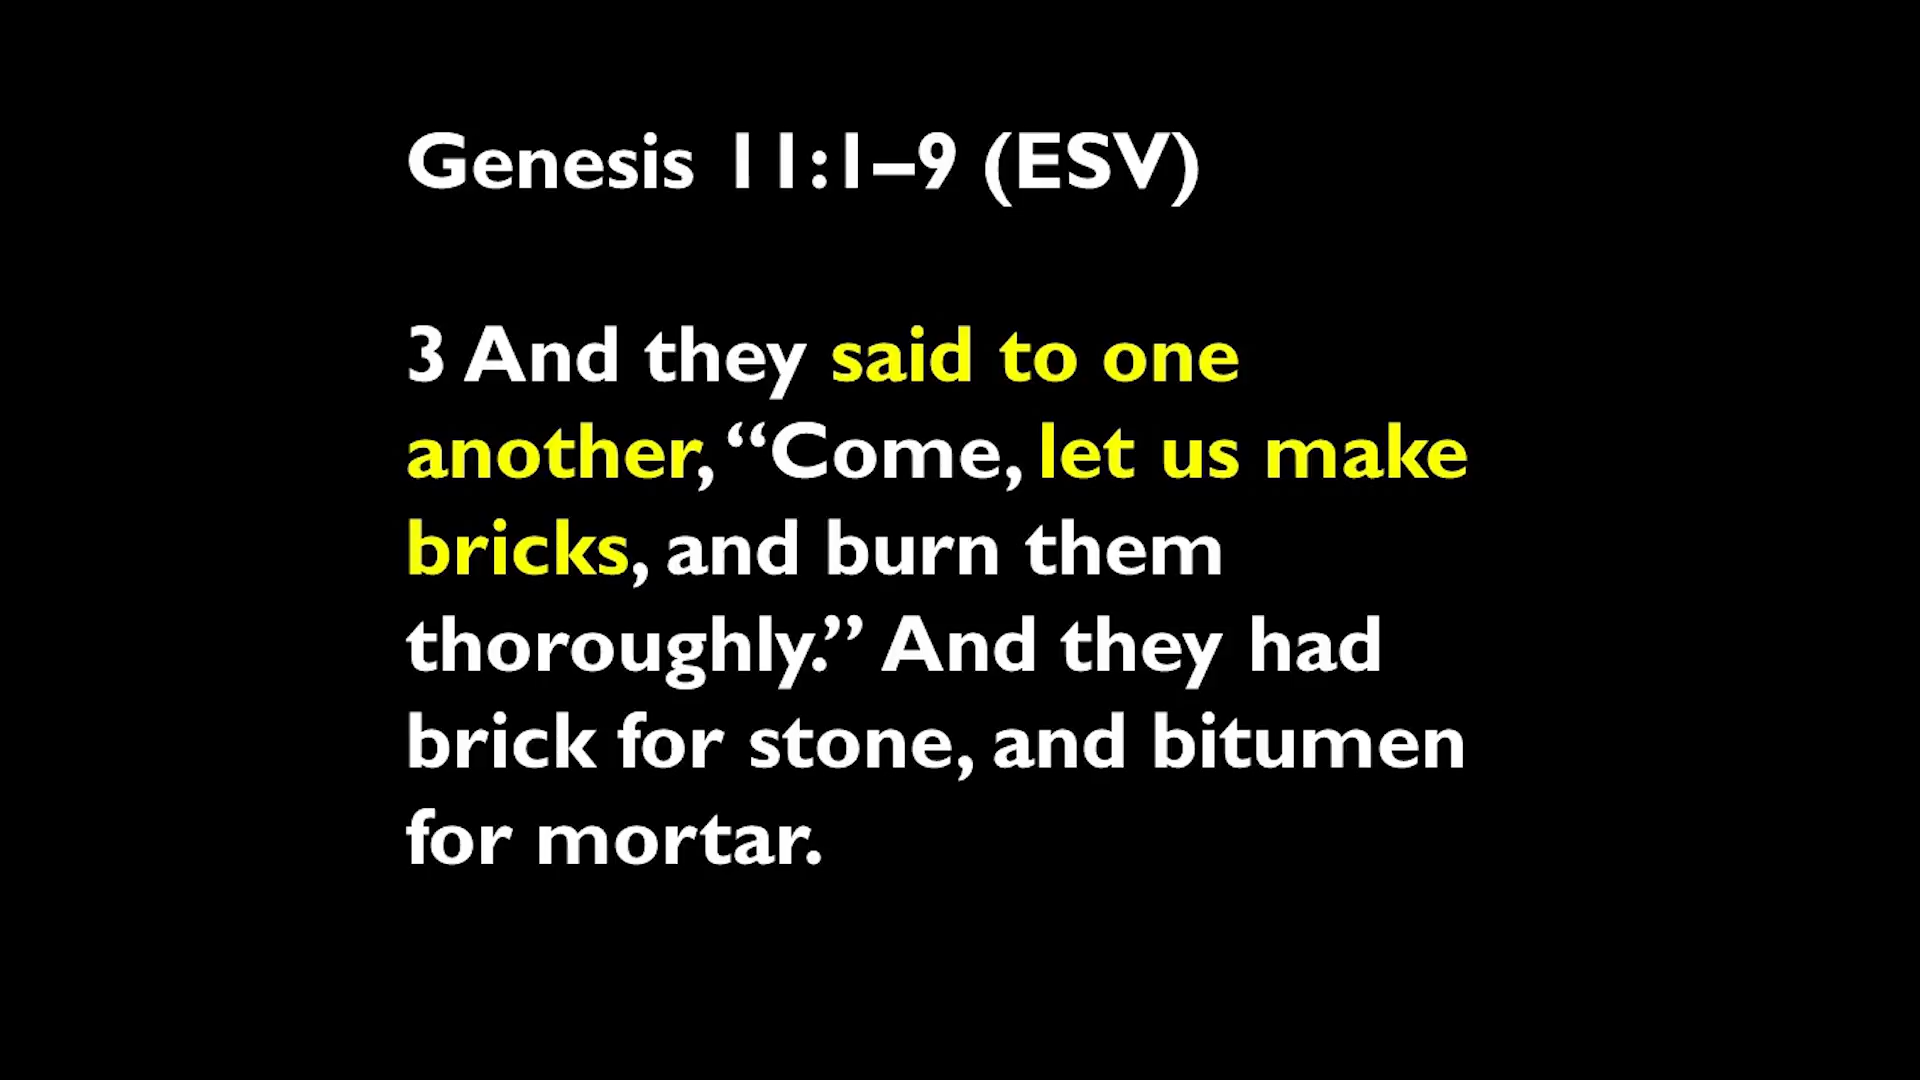 Genesis 11:1–9 (ESV)
3 And they said to one
another, “Come, let us make
bricks, and burn them
thoroughly.” And they had
brick for stone, and bitumen
for mortar.